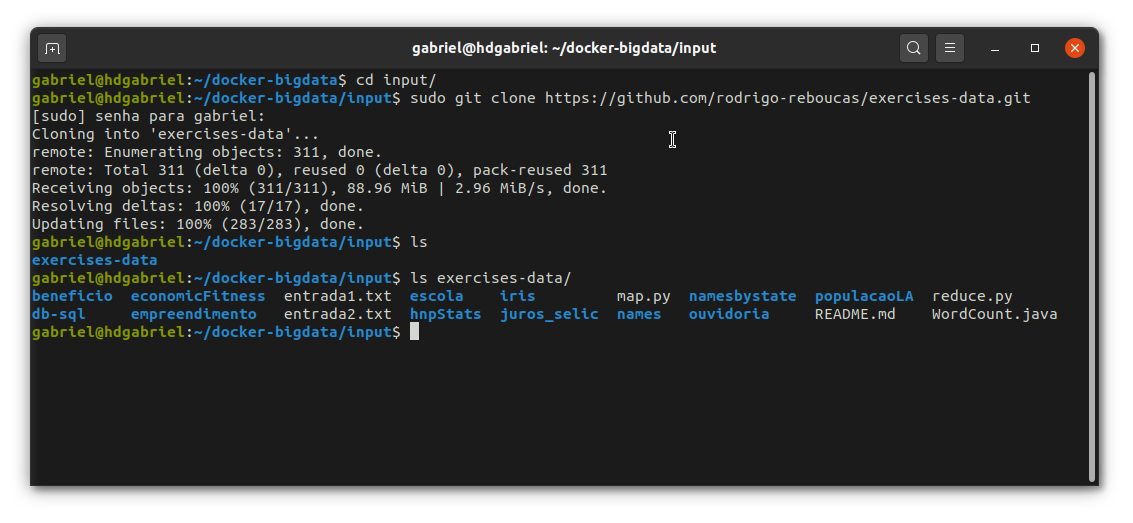 gabriel@hdgabriel: ~/docker-bigdata/input
gabriel@hdgabriel:~/docker-bigdata$ cd input/
gabriel@hdgabriel:~/docker-bigdata/input$ sudo git clone https://github.com/rodrigo-reboucas/exercises-data.git
[sudo] senha para gabriel:
Cloning into 'exercises-data'...
remote: Enumerating objects: 311, done.
remote: Total 311 (delta 0), reused 0 (delta 0), pack-reused 311
Receiving objects: 100% (311/311), 88.96 MiB | 2.96 MiB/s, done.
Resolving deltas: 100% (17/17), done.
Updating files: 100% (283/283), done.
gabriel@hdgabriel:~/docker-bigdata/input$ ls
exercises-data
gabriel@hdgabriel:~/docker-bigdata/input$ ls exercises-data/
beneficio  economicFitness  entrada1.txt  escola    iris         map.py  namesbystate  populacaoLA  reduce.py
db-sql     empreendimento   entrada2.txt  hnpStats  juros_selic  names   ouvidoria     README.md    WordCount.java
gabriel@hdgabriel:~/docker-bigdata/input$